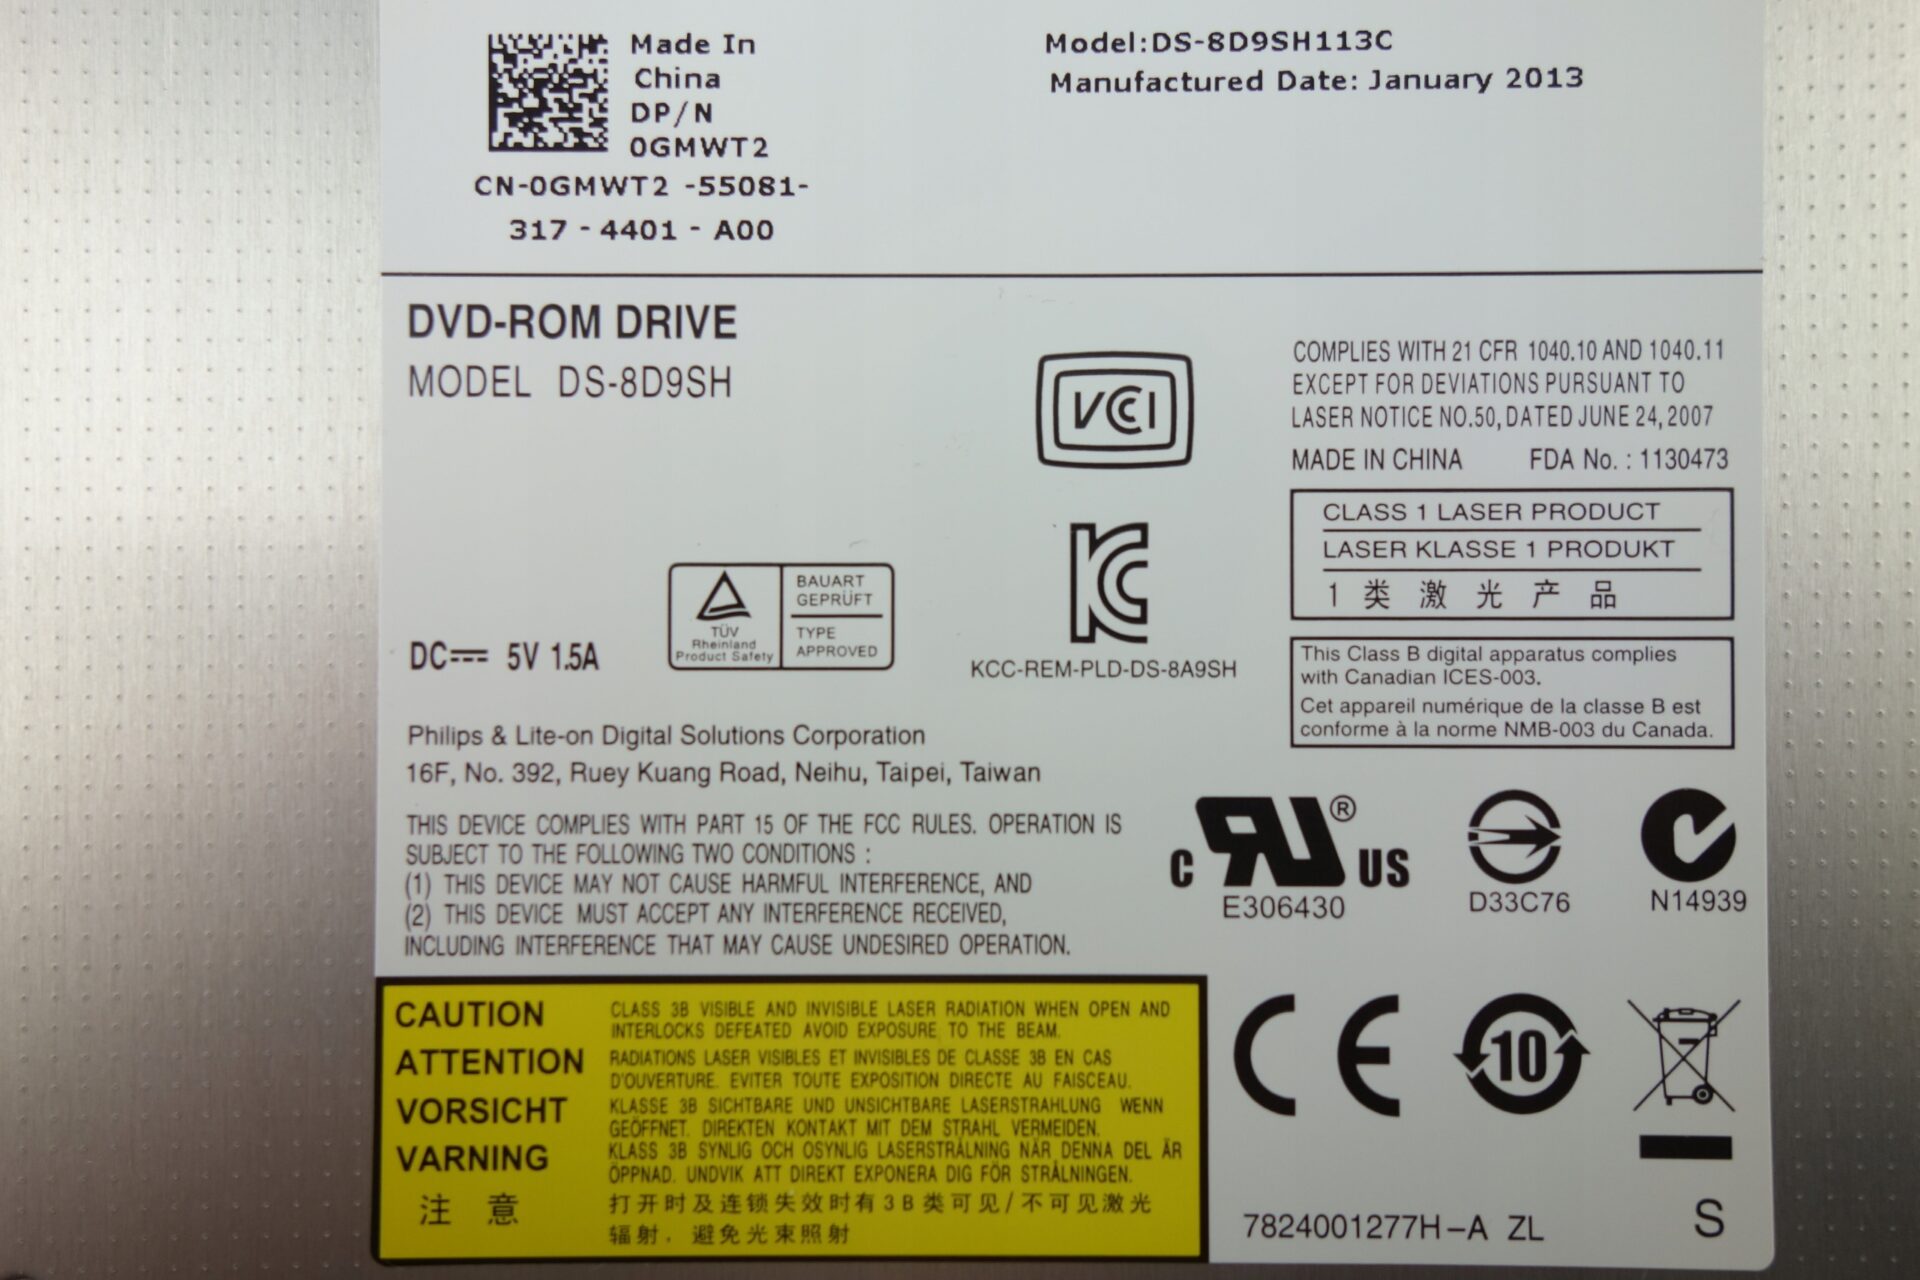 Made In
China
DP/N
0GMWT2
CN-0GMWT2 -55081-
317 - 4401 - A00
Model:DS-8D9SH113C
Manufactured Date: January 2013
DVD-ROM DRIVE
MODEL DS-8D9SH
VCCI
COMPLIES WITH 21 CFR 1040.10 AND 1040.11
EXCEPT FOR DEVIATIONS PURSUANT TO
LASER NOTICE NO.50, DATED JUNE 24, 2007
MADE IN CHINA FDA No. : 1130473
CLASS 1 LASER PRODUCT
LASER KLASSE 1 PRODUKT
1 类 激 光 产 品
DC 5V 1.5A
TÜV
Rheinland
Product Safety
BAUART
GEPRÜFT
TYPE
APPROVED
KCC-REM-PLD-DS-8A9SH
This Class B digital apparatus complies
with Canadian ICES-003.
Cet appareil numérique de la classe B est
conforme à la norme NMB-003 du Canada.
Philips & Lite-on Digital Solutions Corporation
16F, No. 392, Ruey Kuang Road, Neihu, Taipei, Taiwan
THIS DEVICE COMPLIES WITH PART 15 OF THE FCC RULES. OPERATION IS
SUBJECT TO THE FOLLOWING TWO CONDITIONS :
(1) THIS DEVICE MAY NOT CAUSE HARMFUL INTERFERENCE, AND
(2) THIS DEVICE MUST ACCEPT ANY INTERFERENCE RECEIVED,
INCLUDING INTERFERENCE THAT MAY CAUSE UNDESIRED OPERATION.
C RU ® US
E306430
D33C76
N14939
CAUTION
CLASS 3B VISIBLE AND INVISIBLE LASER RADIATION WHEN OPEN AND
INTERLOCKS DEFEATED AVOID EXPOSURE TO THE BEAM.
ATTENTION
RADIATIONS LASER VISIBLES ET INVISIBLES DE CLASSE 3B EN CAS
D'OUVERTURE. EVITER TOUTE EXPOSITION DIRECTE AU FAISCEAU.
VORSICHT
KLASSE 3B SICHTBARE UND UNSICHTBARE LASERSTRAHLUNG WENN
GEÖFFNET. DIREKTEN KONTAKT MIT DEM STRAHL VERMEIDEN.
VARNING
KLASS 3B SYNLIG OCH OSYNLIG LASERSTRÅLNING NÄR DENNA DEL ÄR
ÖPPNAD. UNDVIK ATT DIREKT EXPONERA DIG FÖR STRÅLNINGEN.
注 意
打开时及连锁失效时有3B类可见/不可见激光
辐射，避免光束照射
CE
10
7824001277H-A ZL
S